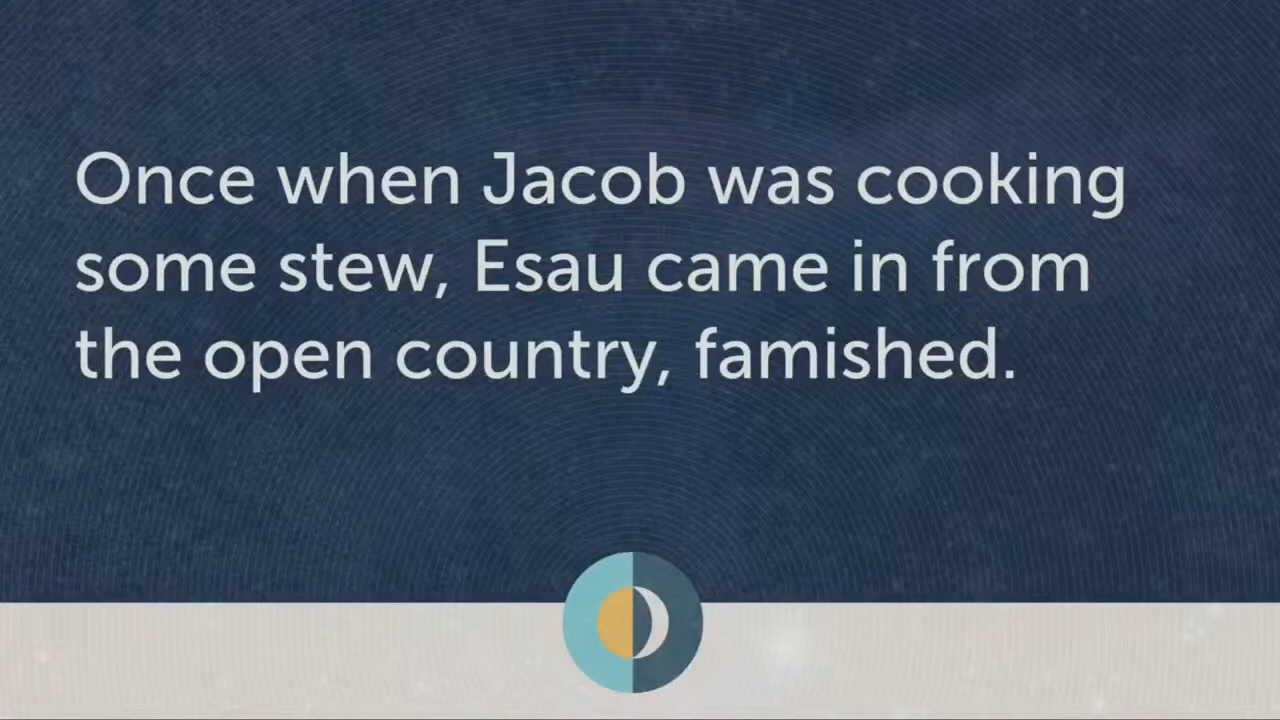 Once when Jacob was cooking
some stew, Esau came in from
the open country, famished.